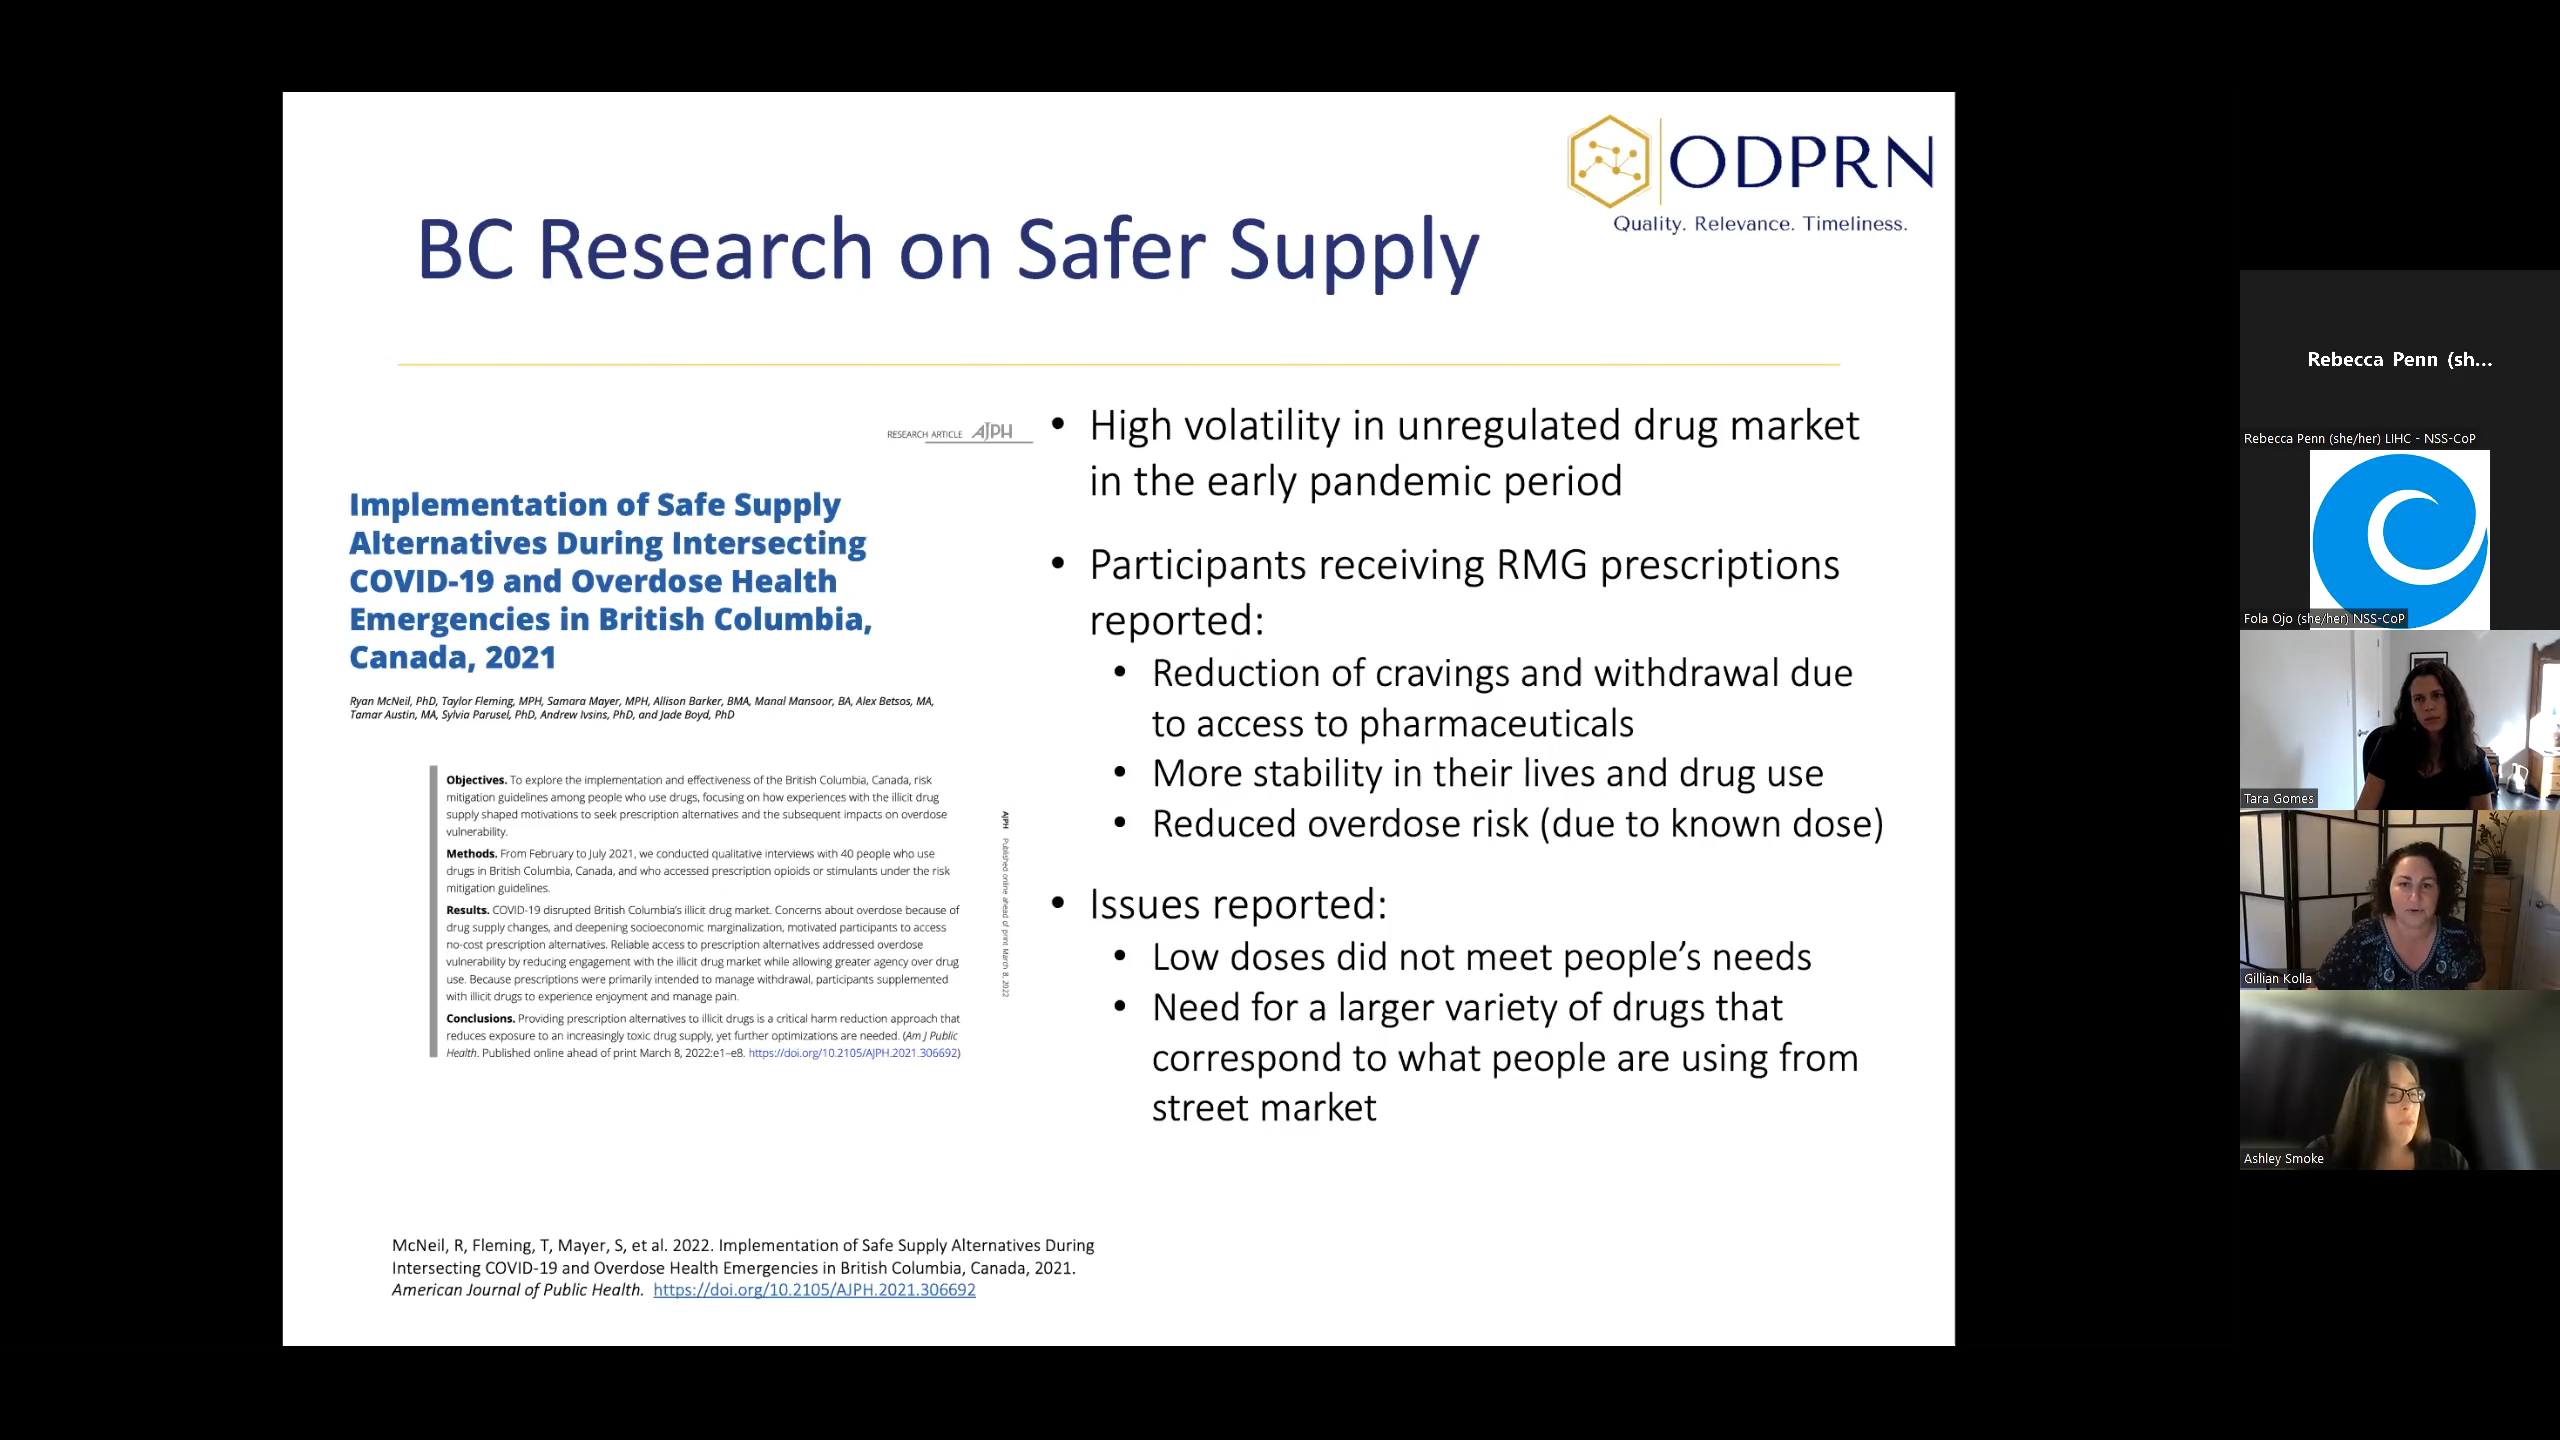 ODPRN
Quality. Relevance. Timeliness.
BC Research on Safer Supply
RESEARCH ARTICLE AJPH
Implementation of Safe Supply
Alternatives During Intersecting
COVID-19 and Overdose Health
Emergencies in British Columbia,
Canada, 2021
Ryan McNeil, PhD, Taylor Fleming, MPH, Samara Mayer, MPH, Allison Barker, BMA, Manal Mansoor, BA, Alex Betsos, MA,
Tamar Austin, MA, Sylvia Parusel, PhD, Andrew Ivsins, PhD, and Jade Boyd, PhD
Objectives. To explore the implementation and effectiveness of the British Columbia, Canada, risk
mitigation guidelines among people who use drugs, focusing on how experiences with the illicit drug
supply shaped motivations to seek prescription alternatives and the subsequent impacts on overdose
vulnerability.
Methods. From February to July 2021, we conducted qualitative interviews with 40 people who use
drugs in British Columbia, Canada, and who accessed prescription opioids or stimulants under the risk
mitigation guidelines.
Results. COVID-19 disrupted British Columbia's illicit drug market. Concerns about overdose because of
drug supply changes, and deepening socioeconomic marginalization, motivated participants to access
no-cost prescription alternatives. Reliable access to prescription alternatives addressed overdose
vulnerability by reducing engagement with the illicit drug market while allowing greater agency over drug
use. Because prescriptions were primarily intended to manage withdrawal, participants supplemented
with illicit drugs to experience enjoyment and manage pain.
Conclusions. Providing prescription alternatives to illicit drugs is a critical harm reduction approach that
reduces exposure to an increasingly toxic drug supply, yet further optimizations are needed. (Am J Public
Health. Published online ahead of print March 8, 2022:e1–e8. https://doi.org/10.2105/AJPH.2021.306692)
AJPH Published online ahead of print March 8, 2022
• High volatility in unregulated drug market
in the early pandemic period
• Participants receiving RMG prescriptions
reported:
• Reduction of cravings and withdrawal due
to access to pharmaceuticals
• More stability in their lives and drug use
• Reduced overdose risk (due to known dose)
• Issues reported:
• Low doses did not meet people's needs
• Need for a larger variety of drugs that
correspond to what people are using from
street market
McNeil, R, Fleming, T, Mayer, S, et al. 2022. Implementation of Safe Supply Alternatives During
Intersecting COVID-19 and Overdose Health Emergencies in British Columbia, Canada, 2021.
American Journal of Public Health. https://doi.org/10.2105/AJPH.2021.306692
Rebecca Penn (sh...
Rebecca Penn (she/her) LIHC - NSS-CoP
Fola Ojo (she/her) NSS-CoP
Tara Gomes
Gillian Kolla
Ashley Smoke